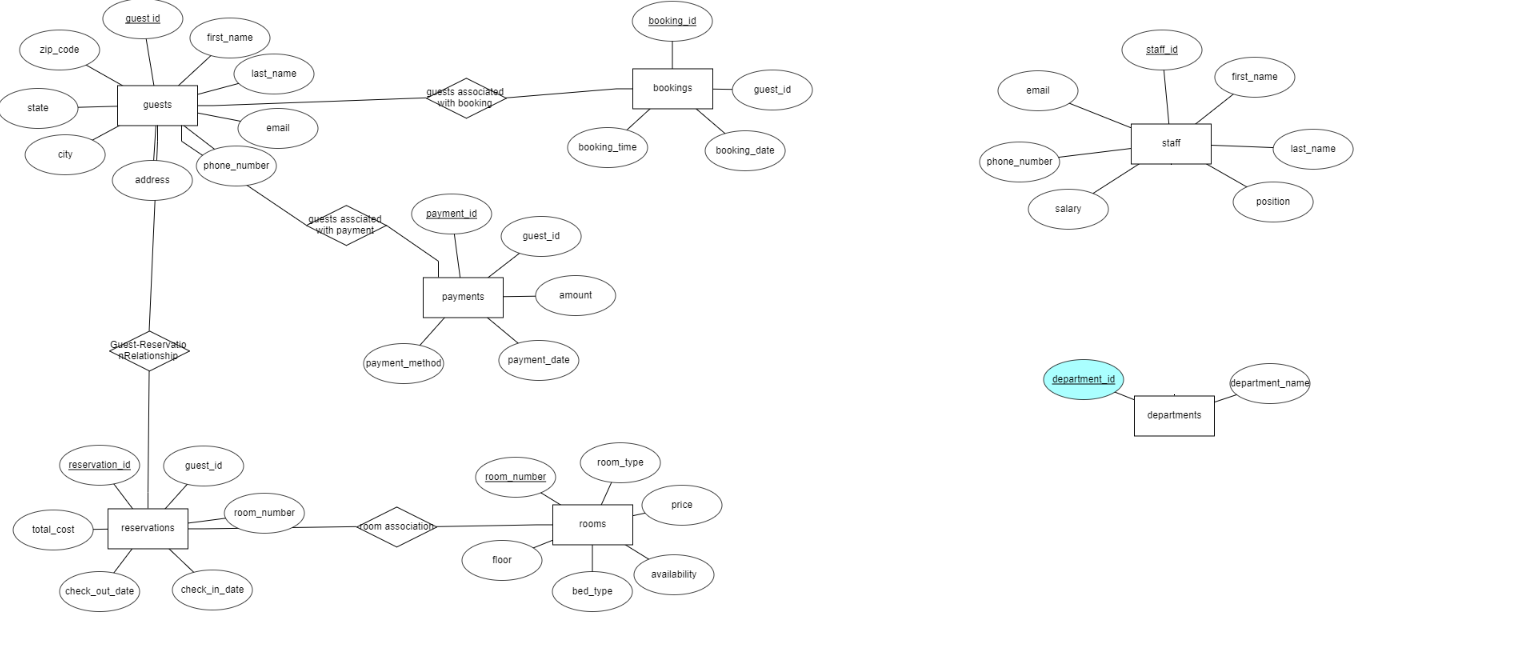 guest id
first_name
zip_code
last_name
state
guests
email
city
phone_number
address
guests associated
with booking
booking_id
bookings
guest_id
booking_time
booking_date
guests assciated
with payment
payment_id
guest_id
payments
amount
payment_method
payment_date
Guest-Reservatio
nRelationship
reservation_id
guest_id
room_number
total_cost
reservations
check_out_date
check_in_date
room association
room_number
room_type
price
rooms
floor
availability
bed_type
staff_id
first_name
email
staff
last_name
phone_number
salary
position
department_id
department_name
departments